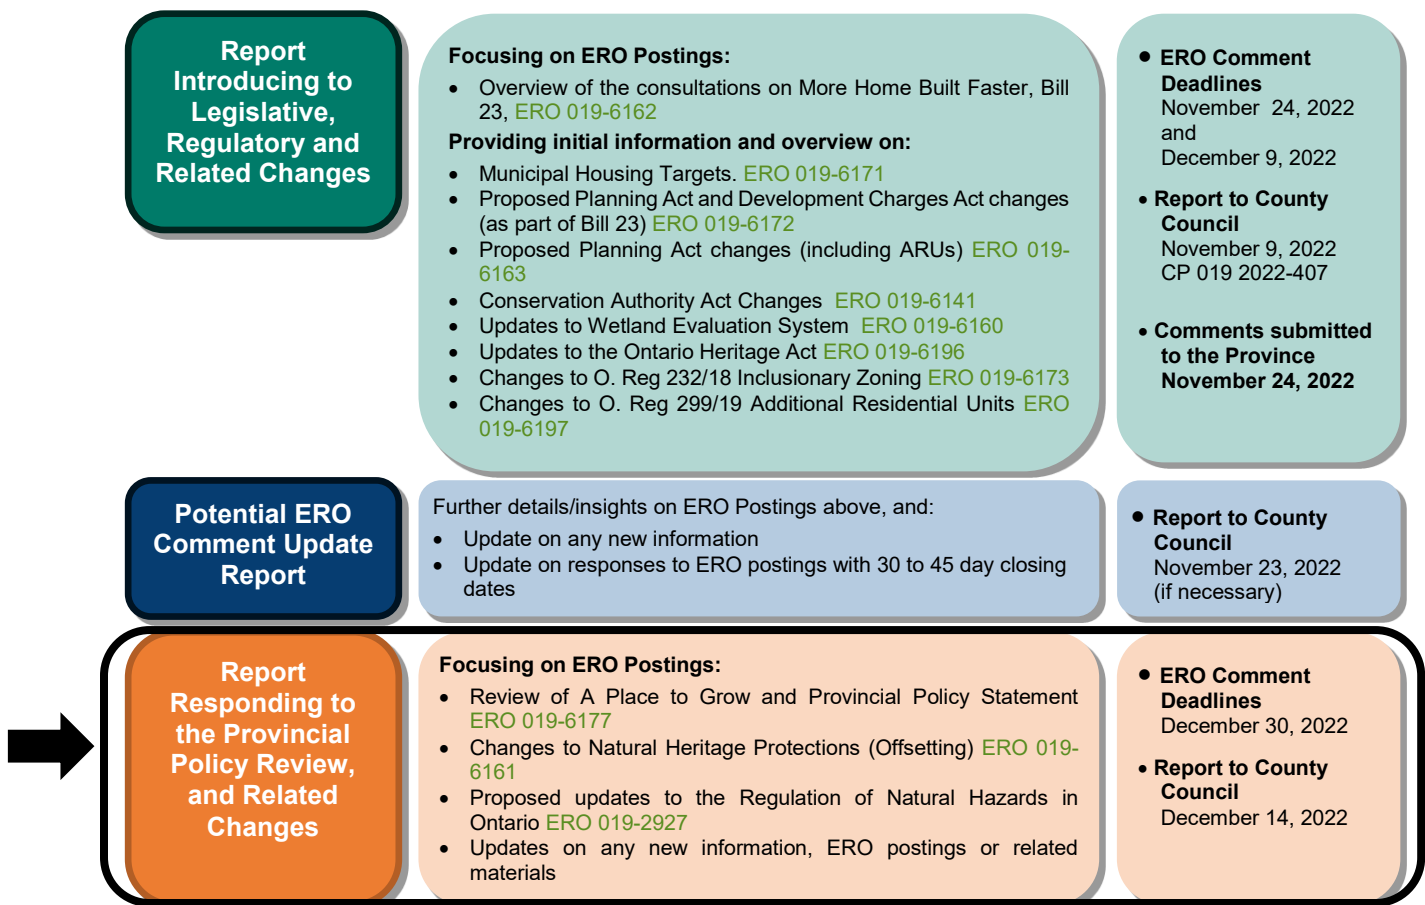 Report
Introducing to
Legislative,
Regulatory and
Related Changes
Focusing on ERO Postings:
• Overview of the consultations on More Home Built Faster, Bill
23, ERO 019-6162
Providing initial information and overview on:
• Municipal Housing Targets. ERO 019-6171
• Proposed Planning Act and Development Charges Act changes
(as part of Bill 23) ERO 019-6172
• Proposed Planning Act changes (including ARUs) ERO 019-
6163
• Conservation Authority Act Changes ERO 019-6141
• Updates to Wetland Evaluation System ERO 019-6160
• Updates to the Ontario Heritage Act ERO 019-6196
• Changes to O. Reg 232/18 Inclusionary Zoning ERO 019-6173
• Changes to O. Reg 299/19 Additional Residential Units ERO
019-6197
• ERO Comment
Deadlines
November 24, 2022
and
December 9, 2022
• Report to County
Council
November 9, 2022
CP 019 2022-407
• Comments submitted
to the Province
November 24, 2022
Potential ERO
Comment Update
Report
Further details/insights on ERO Postings above, and:
• Update on any new information
• Update on responses to ERO postings with 30 to 45 day closing
dates
• Report to County
Council
November 23, 2022
(if necessary)
Report
Responding to
the Provincial
Policy Review,
and Related
Changes
Focusing on ERO Postings:
• Review of A Place to Grow and Provincial Policy Statement
ERO 019-6177
• Changes to Natural Heritage Protections (Offsetting) ERO 019-
6161
• Proposed updates to the Regulation of Natural Hazards in
Ontario ERO 019-2927
• Updates on any new information, ERO postings or related
materials
• ERO Comment
Deadlines
December 30, 2022
• Report to County
Council
December 14, 2022